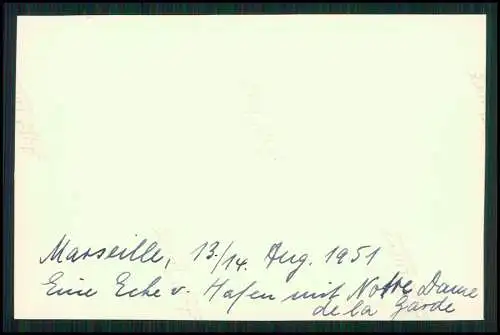 Marseille, 13./14. Aug. 1951
Eine Ecke v. Hafen mit Notre Dame
de la Garde